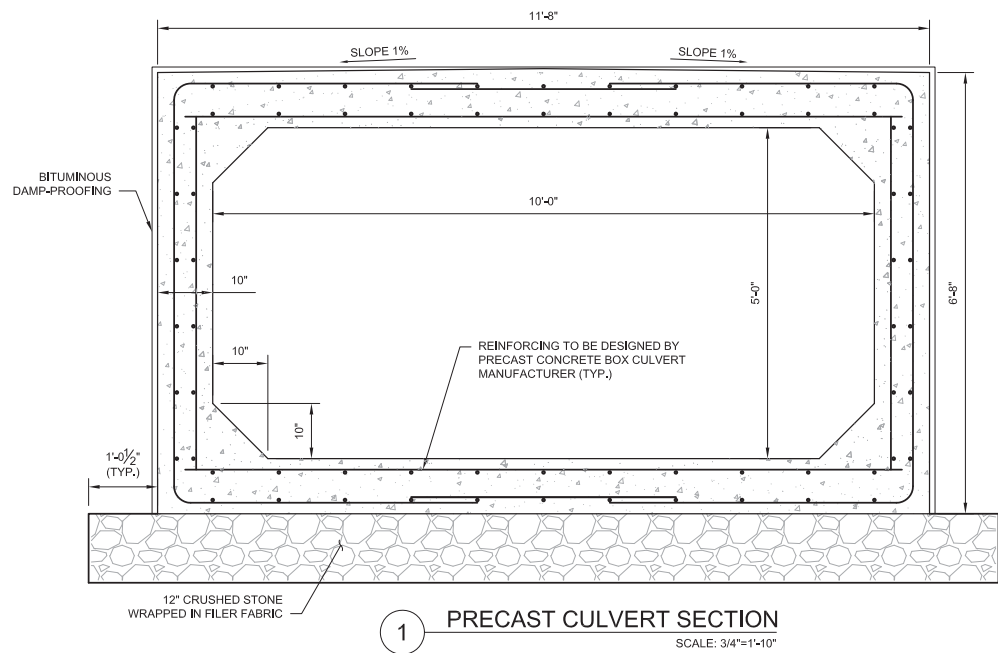 11'-8"
SLOPE 1%
SLOPE 1%
BITUMINOUS
DAMP-PROOFING
10'-0"
10"
5'-0"
6'-8"
10"
REINFORCING TO BE DESIGNED BY
PRECAST CONCRETE BOX CULVERT
MANUFACTURER (TYP.)
10"
1'-0½"
(TYP.)
12" CRUSHED STONE
WRAPPED IN FILER FABRIC
1
PRECAST CULVERT SECTION
SCALE: 3/4"=1'-10"